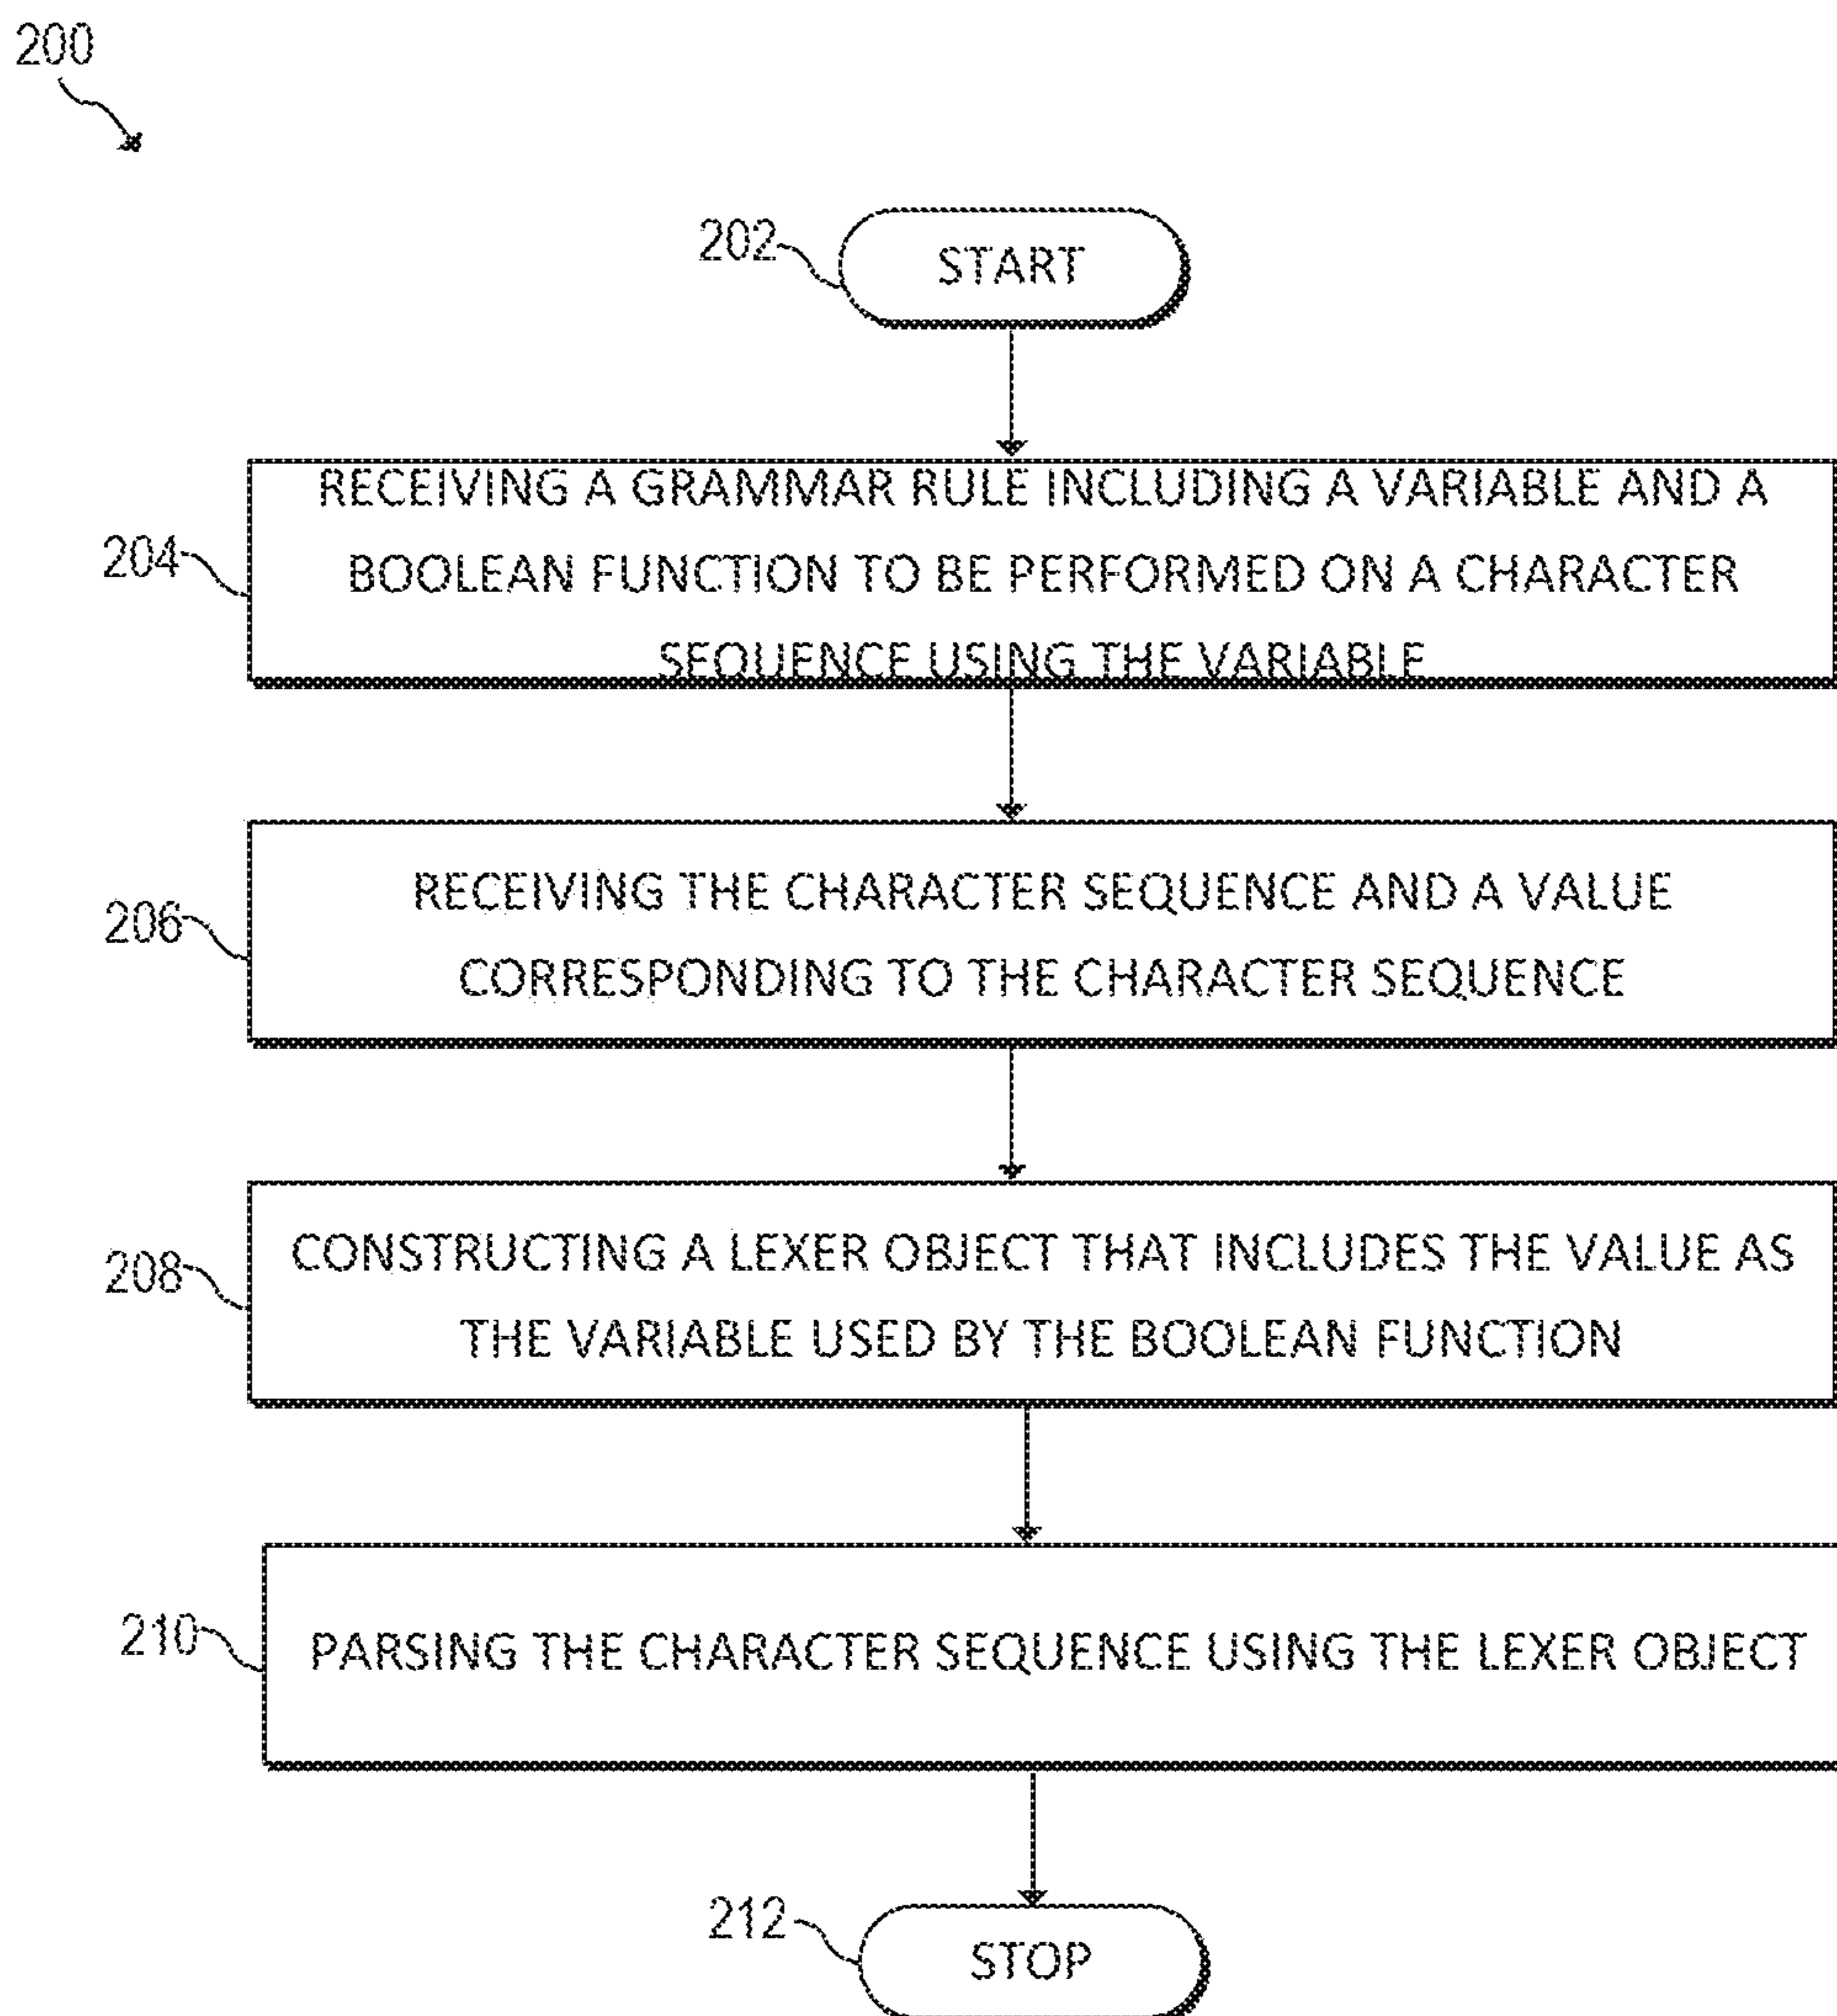 200
202
START
204
RECEIVING A GRAMMAR RULE INCLUDING A VARIABLE AND A
BOOLEAN FUNCTION TO BE PERFORMED ON A CHARACTER
SEQUENCE USING THE VARIABLE
206
RECEIVING THE CHARACTER SEQUENCE AND A VALUE
CORRESPONDING TO THE CHARACTER SEQUENCE
208
CONSTRUCTING A LEXER OBJECT THAT INCLUDES THE VALUE AS
THE VARIABLE USED BY THE BOOLEAN FUNCTION
210
PARSING THE CHARACTER SEQUENCE USING THE LEXER OBJECT
212
STOP